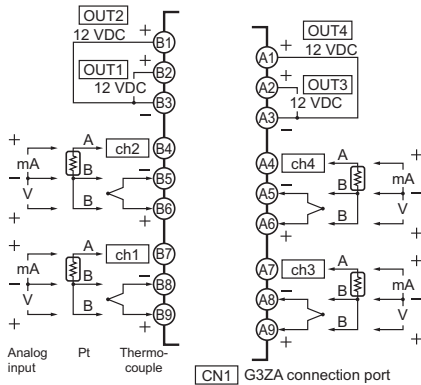 OUT2
+
12 VDC
B1
OUT1
+
12 VDC
B2
B3
−
+
A
ch2
B4
mA
−
B
−
B5
V
+
B
+
B6
+
A
ch1
B7
mA
−
B
−
B8
V
+
B
+
B9
Analog
input
Pt
Thermo-
couple
OUT4
+
12 VDC
A1
OUT3
+
12 VDC
A2
A3
−
A4
ch4
A
+
mA
A5
−
B
−
V
A6
+
B
+
A7
ch3
A
+
mA
A8
−
B
−
V
A9
+
B
+
CN1 G3ZA connection port